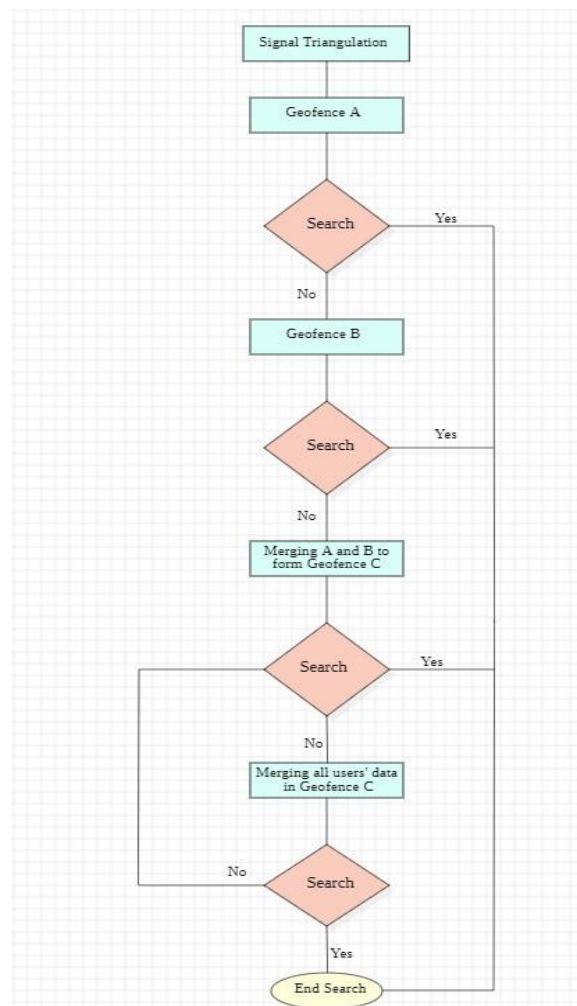 Signal Triangulation
Geofence A
Search
Yes
No
Geofence B
Search
Yes
No
Merging A and B to
form Geofence C
Search
Yes
No
Merging all users' data
in Geofence C
No
Search
Yes
End Search